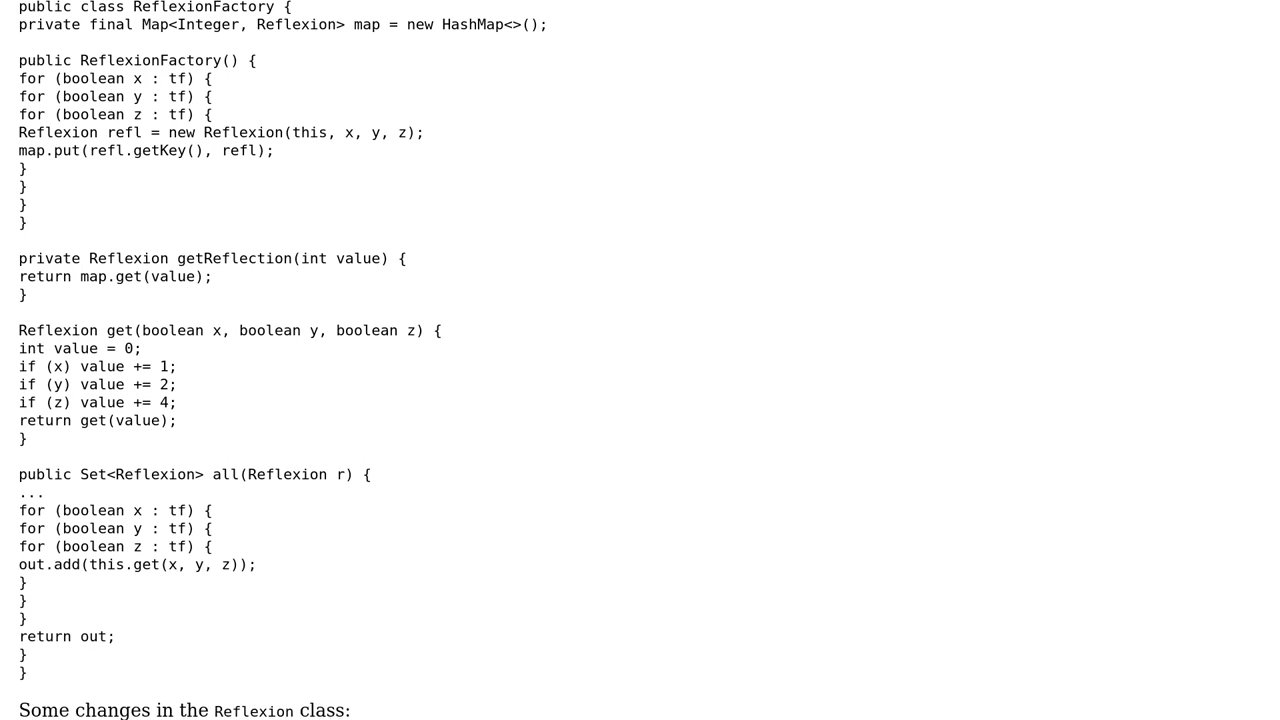 public class ReflexionFactory {
private final Map<Integer, Reflexion> map = new HashMap<>();
public ReflexionFactory() {
for (boolean x : tf) {
for (boolean y : tf) {
for (boolean z : tf) {
Reflexion refl = new Reflexion(this, x, y, z);
map.put(refl.getKey(), refl);
}
}
}
}
private Reflexion getReflection(int value) {
return map.get(value);
}
Reflexion get(boolean x, boolean y, boolean z) {
int value = 0;
if (x) value += 1;
if (y) value += 2;
if (z) value += 4;
return get(value);
}
public Set<Reflexion> all(Reflexion r) {
...
for (boolean x : tf) {
for (boolean y : tf) {
for (boolean z : tf) {
out.add(this.get(x, y, z));
}
}
}
return out;
}
}
Some changes in the Reflexion class: